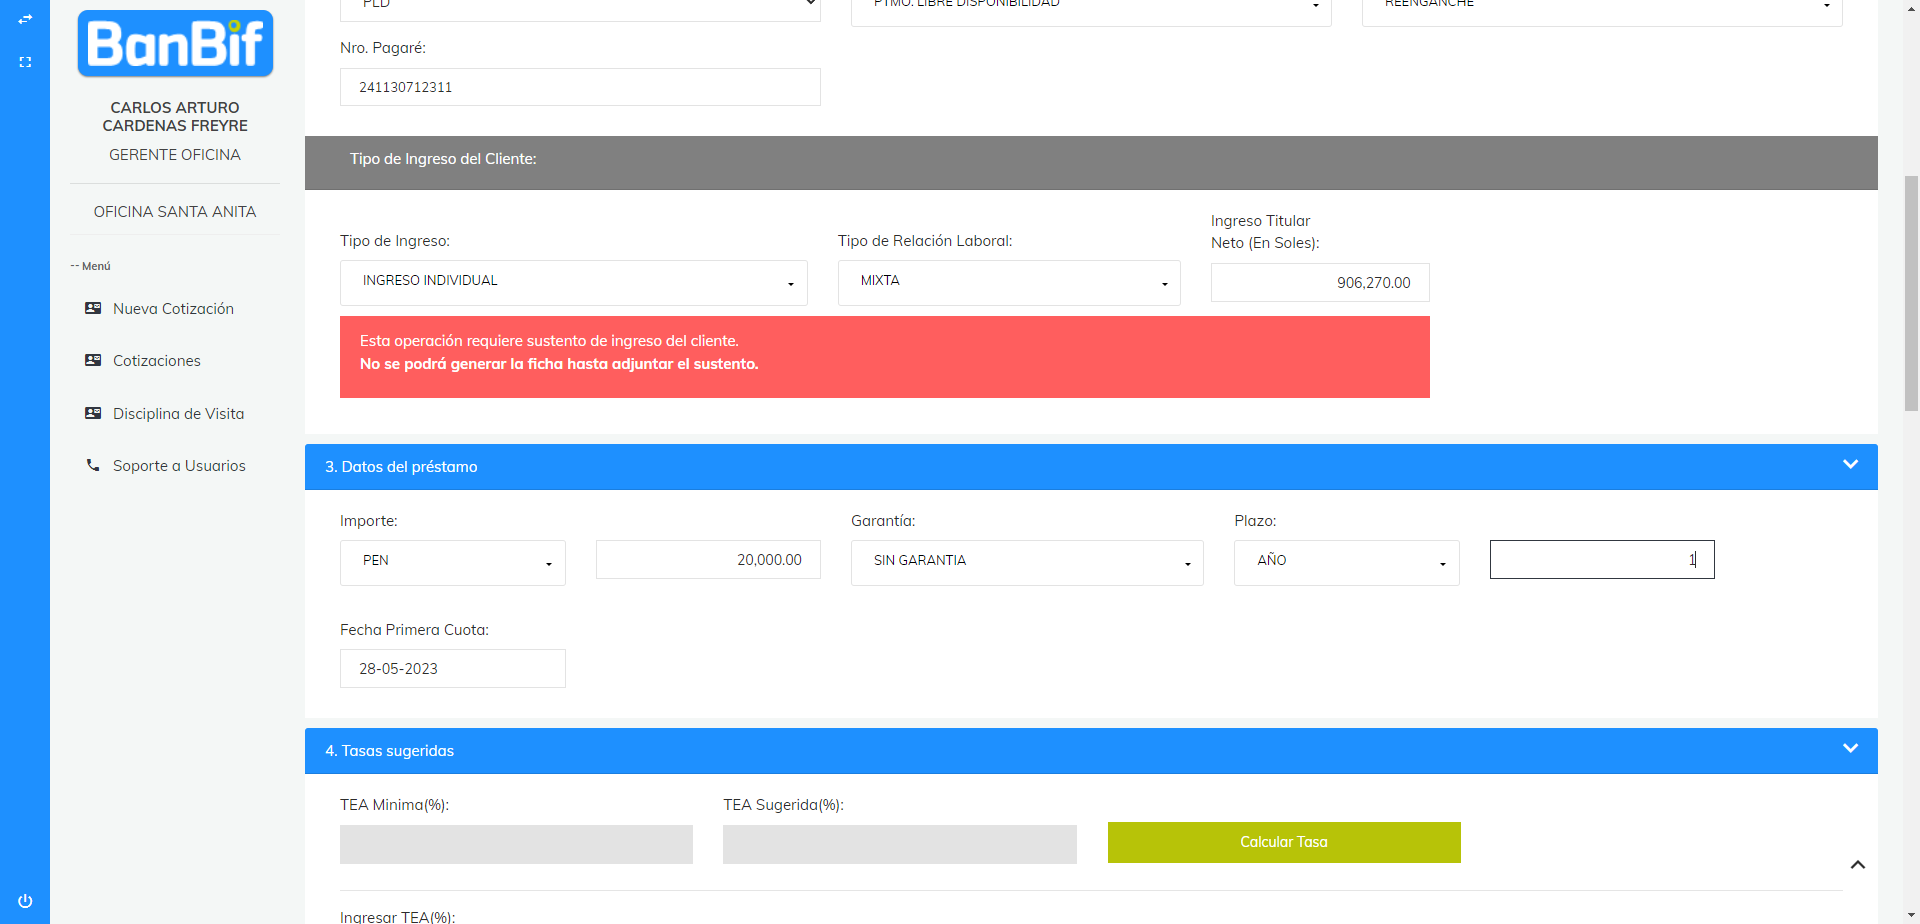 BanBif
CARLOS ARTURO
CARDENAS FREYRE
GERENTE OFICINA
OFICINA SANTA ANITA
-- Menú
Nueva Cotización
Cotizaciones
Disciplina de Visita
Soporte a Usuarios
PLD
PTMO. LIBRE DISPONIBILIDAD
REENGANCHE
Nro. Pagaré:
241130712311
Tipo de Ingreso del Cliente:
Tipo de Ingreso:
Tipo de Relación Laboral:
Ingreso Titular
Neto (En Soles):
INGRESO INDIVIDUAL
MIXTA
906,270.00
Esta operación requiere sustento de ingreso del cliente.
No se podrá generar la ficha hasta adjuntar el sustento.
3. Datos del préstamo
Importe:
Garantía:
Plazo:
PEN
20,000.00
SIN GARANTIA
AÑO
1
Fecha Primera Cuota:
28-05-2023
4. Tasas sugeridas
TEA Minima(%):
TEA Sugerida(%):
Calcular Tasa
Ingresar TEA(%):